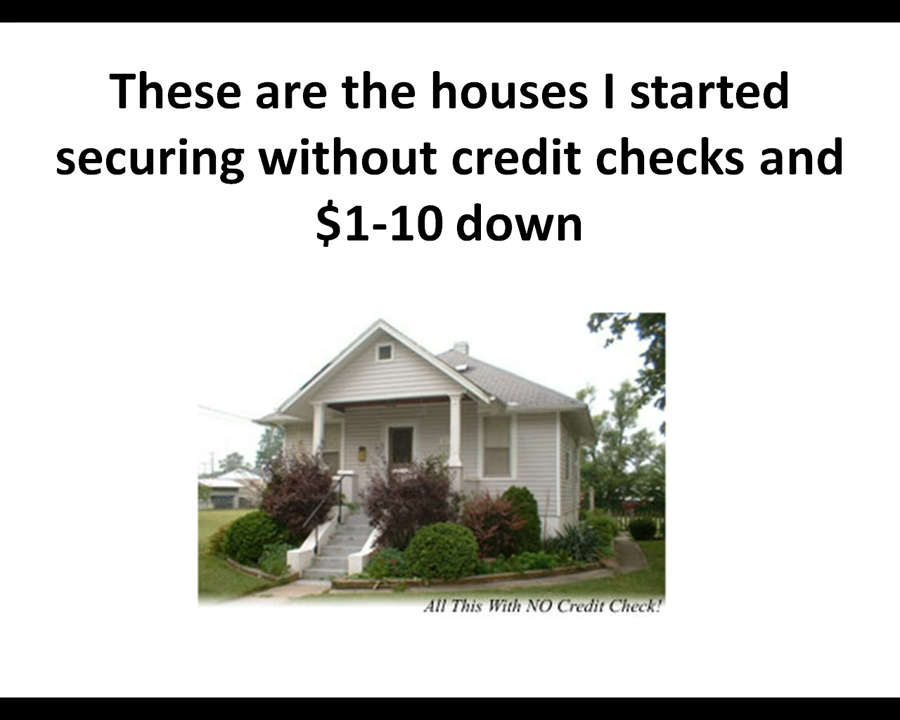 These are the houses I started
securing without credit checks and
$1-10 down
All This With NO Credit Check!